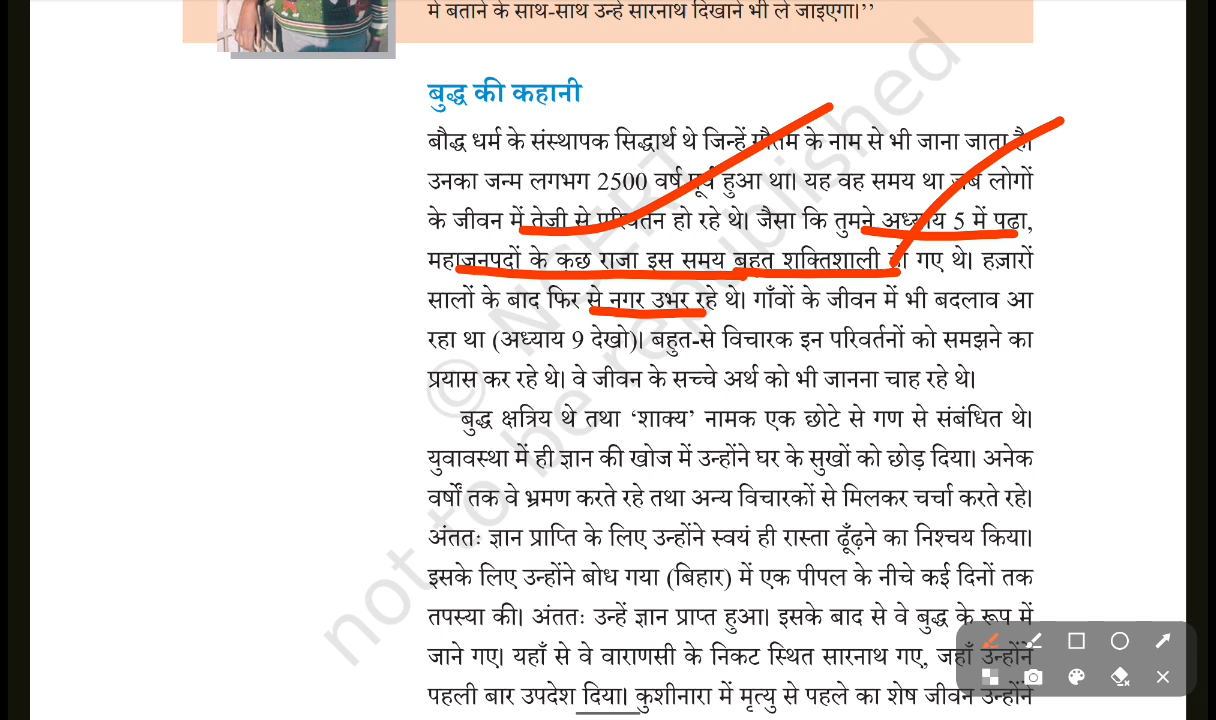 में बताने के साथ-साथ उन्हें सारनाथ दिखाने भी ले जाइएगा।’’
बुद्ध की कहानी
बौद्ध धर्म के संस्थापक सिद्धार्थ थे जिन्हें गौतम के नाम से भी जाना जाता है।
उनका जन्म लगभग 2500 वर्ष पूर्व हुआ था। यह वह समय था जब लोगों
के जीवन में तेज़ी से परिवर्तन हो रहे थे। जैसा कि तुमने अध्याय 5 में पढ़ा,
महाजनपदों के कुछ राजा इस समय बहुत शक्तिशाली हो गए थे। हज़ारों
सालों के बाद फिर से नगर उभर रहे थे। गाँवों के जीवन में भी बदलाव आ
रहा था (अध्याय 9 देखो)। बहुत-से विचारक इन परिवर्तनों को समझने का
प्रयास कर रहे थे। वे जीवन के सच्चे अर्थ को भी जानना चाह रहे थे।
बुद्ध क्षत्रिय थे तथा ‘शाक्य’ नामक एक छोटे से गण से संबंधित थे।
युवावस्था में ही ज्ञान की खोज में उन्होंने घर के सुखों को छोड़ दिया। अनेक
वर्षों तक वे भ्रमण करते रहे तथा अन्य विचारकों से मिलकर चर्चा करते रहे।
अंततः ज्ञान प्राप्ति के लिए उन्होंने स्वयं ही रास्ता ढूँढ़ने का निश्चय किया।
इसके लिए उन्होंने बोध गया (बिहार) में एक पीपल के नीचे कई दिनों तक
तपस्या की। अंततः उन्हें ज्ञान प्राप्त हुआ। इसके बाद से वे बुद्ध के रूप में
जाने गए। यहाँ से वे वाराणसी के निकट स्थित सारनाथ गए, जहाँ उन्होंने
पहली बार उपदेश दिया। कुशीनारा में मृत्यु से पहले का शेष जीवन उन्होंने
© NCERT
not to be republished